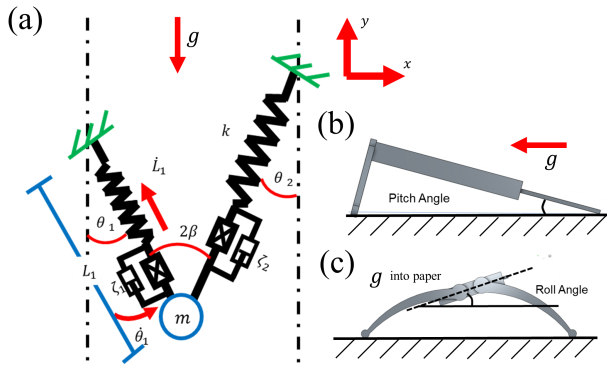 (a)
g
y
x
k
(b)
L̇₁
g
θ₁
θ₂
Pitch Angle
2β
L₁
ζ₁
ζ₂
(c)
g into paper
Roll Angle
m
θ̇₁